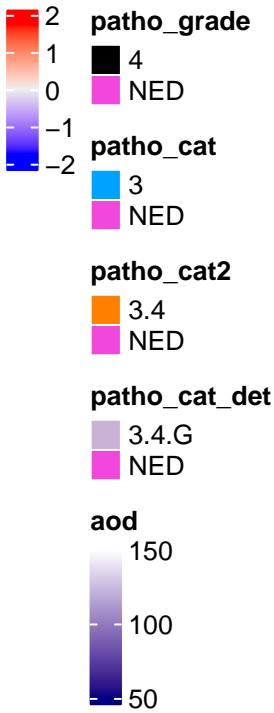 2
1
0
−1
−2
patho_grade
4
NED
patho_cat
3
NED
patho_cat2
3.4
NED
patho_cat_det
3.4.G
NED
aod
150
100
50